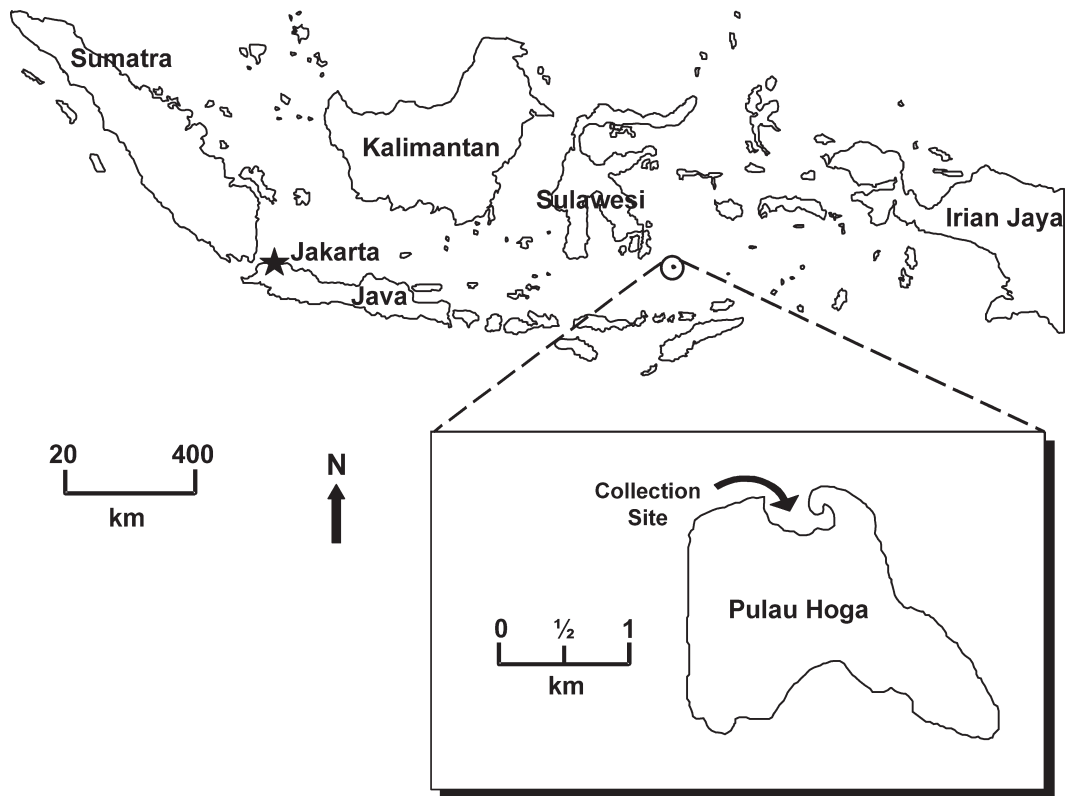 Sumatra
Kalimantan
Sulawesi
Irian Jaya
Jakarta
Java
20 400
km
N
Collection
Site
Pulau Hoga
0 ½ 1
km